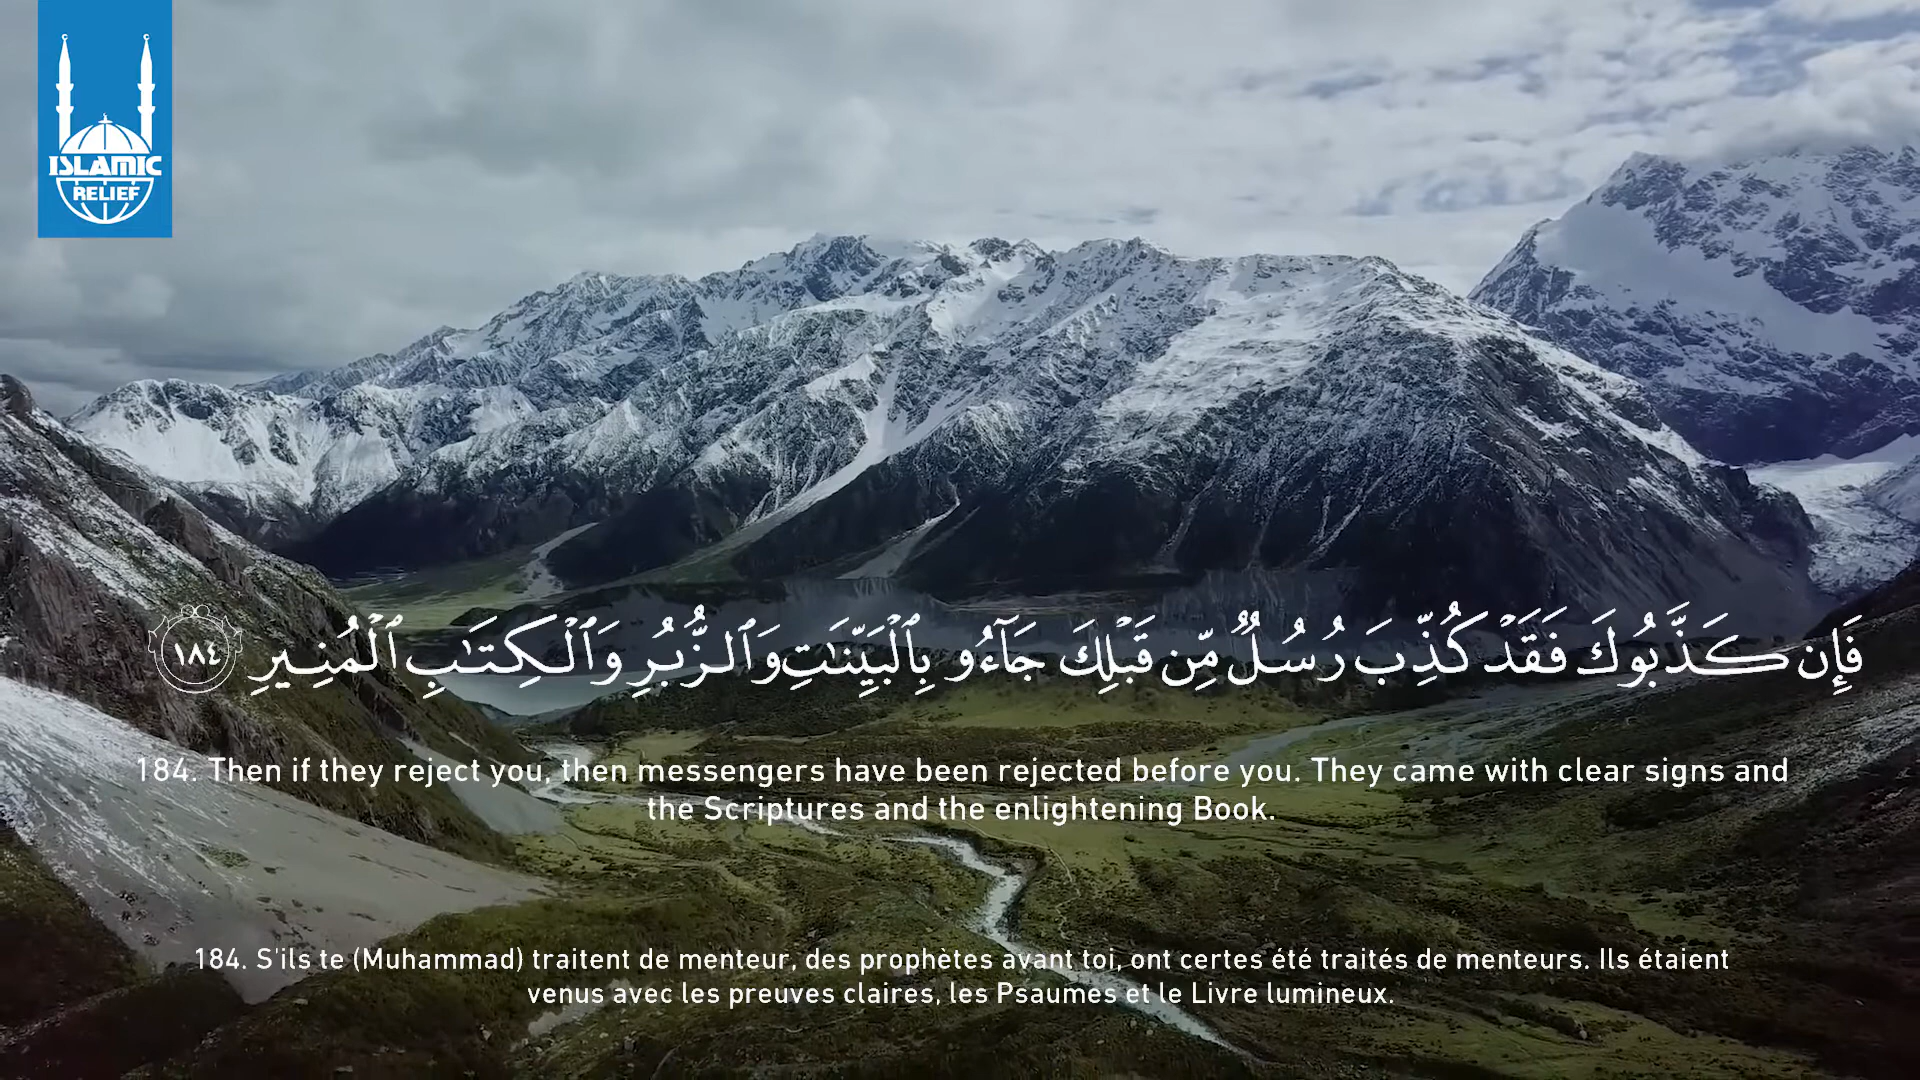 ISLAMIC
RELIEF
فَإِن كَذَّبُوكَ فَقَدْ كُذِّبَ رُسُلٌ مِّن قَبْلِكَ جَآءُو بِٱلْبَيِّنَٰتِ وَٱلزُّبُرِ وَٱلْكِتَٰبِ ٱلْمُنِيرِ ١٨٤
184. Then if they reject you, then messengers have been rejected before you. They came with clear signs and
the Scriptures and the enlightening Book.
184. S'ils te (Muhammad) traitent de menteur, des prophètes avant toi, ont certes été traités de menteurs. Ils étaient
venus avec les preuves claires, les Psaumes et le Livre lumineux.